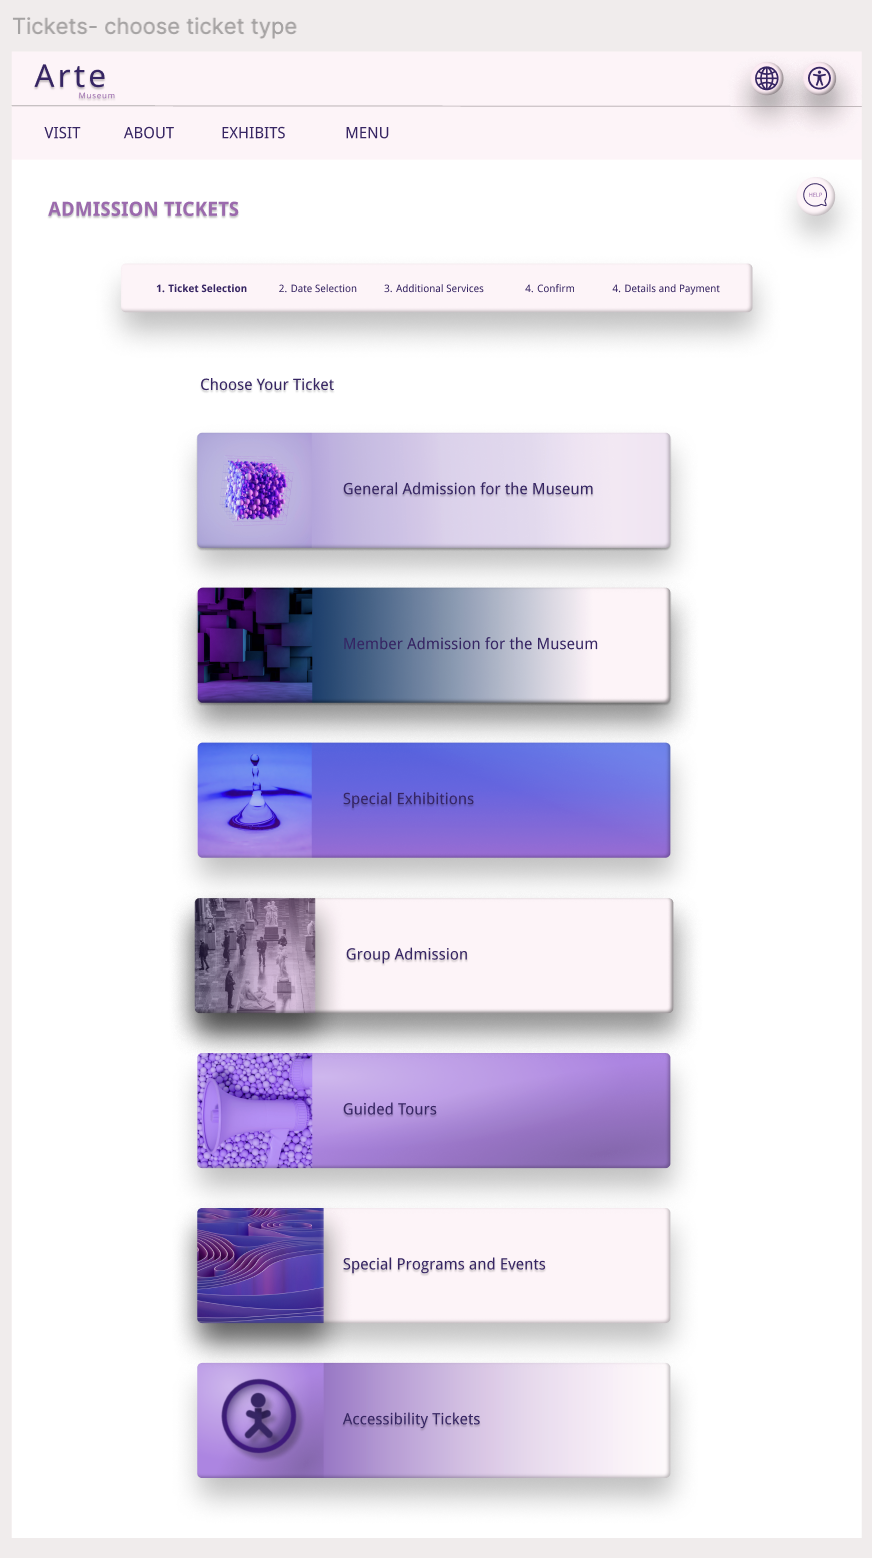 Tickets- choose ticket type
Arte
Museum
VISIT ABOUT EXHIBITS MENU
HELP
ADMISSION TICKETS
1. Ticket Selection 2. Date Selection 3. Additional Services 4. Confirm 4. Details and Payment
Choose Your Ticket
General Admission for the Museum
Member Admission for the Museum
Special Exhibitions
Group Admission
Guided Tours
Special Programs and Events
Accessibility Tickets